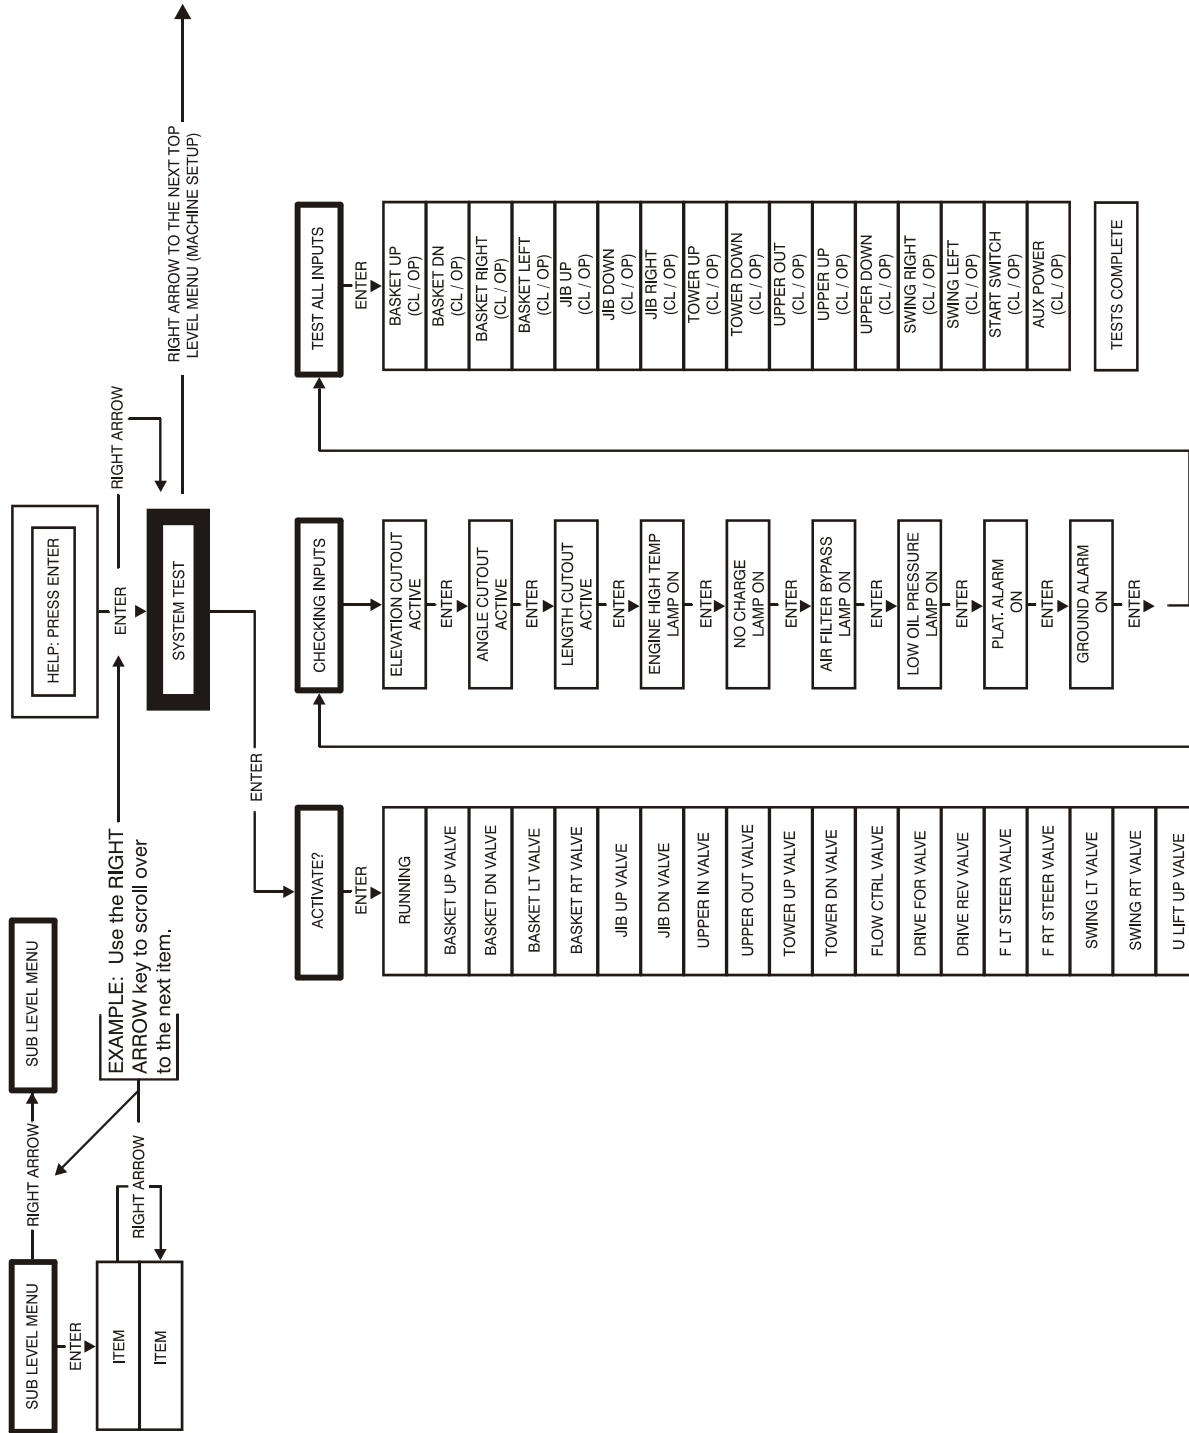 SUB LEVEL MENU
RIGHT ARROW
SUB LEVEL MENU
ENTER
ITEM
ITEM
RIGHT ARROW
EXAMPLE: Use the RIGHT
ARROW key to scroll over
to the next item.
HELP: PRESS ENTER
ENTER
RIGHT ARROW
SYSTEM TEST
RIGHT ARROW TO THE NEXT TOP
LEVEL MENU (MACHINE SETUP)
ENTER
ACTIVATE?
ENTER
RUNNING
BASKET UP VALVE
BASKET DN VALVE
BASKET LT VALVE
BASKET RT VALVE
JIB UP VALVE
JIB DN VALVE
UPPER IN VALVE
UPPER OUT VALVE
TOWER UP VALVE
TOWER DN VALVE
FLOW CTRL VALVE
DRIVE FOR VALVE
DRIVE REV VALVE
F LT STEER VALVE
F RT STEER VALVE
SWING LT VALVE
SWING RT VALVE
U LIFT UP VALVE
CHECKING INPUTS
ELEVATION CUTOUT
ACTIVE
ENTER
ANGLE CUTOUT
ACTIVE
ENTER
LENGTH CUTOUT
ACTIVE
ENTER
ENGINE HIGH TEMP
LAMP ON
ENTER
NO CHARGE
LAMP ON
ENTER
AIR FILTER BYPASS
LAMP ON
ENTER
LOW OIL PRESSURE
LAMP ON
ENTER
PLAT. ALARM
ON
ENTER
GROUND ALARM
ON
ENTER
TEST ALL INPUTS
ENTER
BASKET UP
(CL / OP)
BASKET DN
(CL / OP)
BASKET RIGHT
(CL / OP)
BASKET LEFT
(CL / OP)
JIB UP
(CL / OP)
JIB DOWN
(CL / OP)
JIB RIGHT
(CL / OP)
TOWER UP
(CL / OP)
TOWER DOWN
(CL / OP)
UPPER OUT
(CL / OP)
UPPER UP
(CL / OP)
UPPER DOWN
(CL / OP)
SWING RIGHT
(CL / OP)
SWING LEFT
(CL / OP)
START SWITCH
(CL / OP)
AUX POWER
(CL / OP)
TESTS COMPLETE